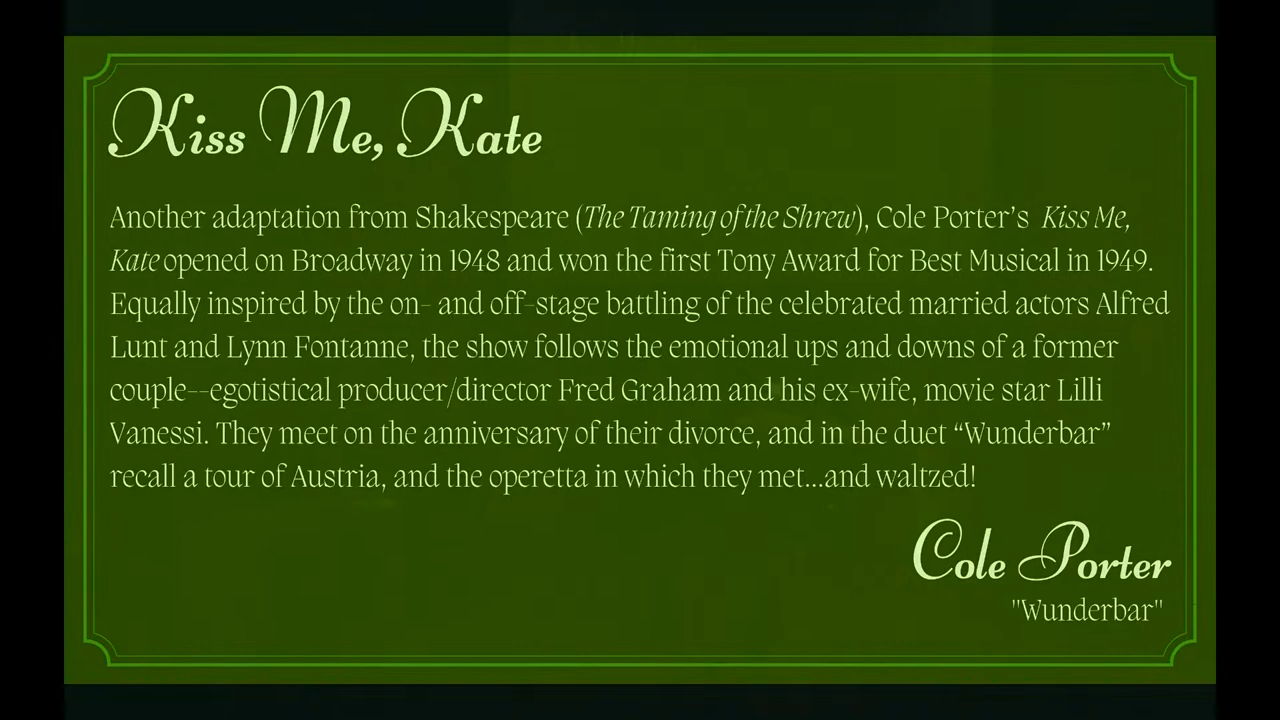 Kiss Me, Kate
Another adaptation from Shakespeare (The Taming of the Shrew), Cole Porter’s Kiss Me,
Kate opened on Broadway in 1948 and won the first Tony Award for Best Musical in 1949.
Equally inspired by the on- and off-stage battling of the celebrated married actors Alfred
Lunt and Lynn Fontanne, the show follows the emotional ups and downs of a former
couple--egotistical producer/director Fred Graham and his ex-wife, movie star Lilli
Vanessi. They meet on the anniversary of their divorce, and in the duet “Wunderbar”
recall a tour of Austria, and the operetta in which they met...and waltzed!
Cole Porter
"Wunderbar"